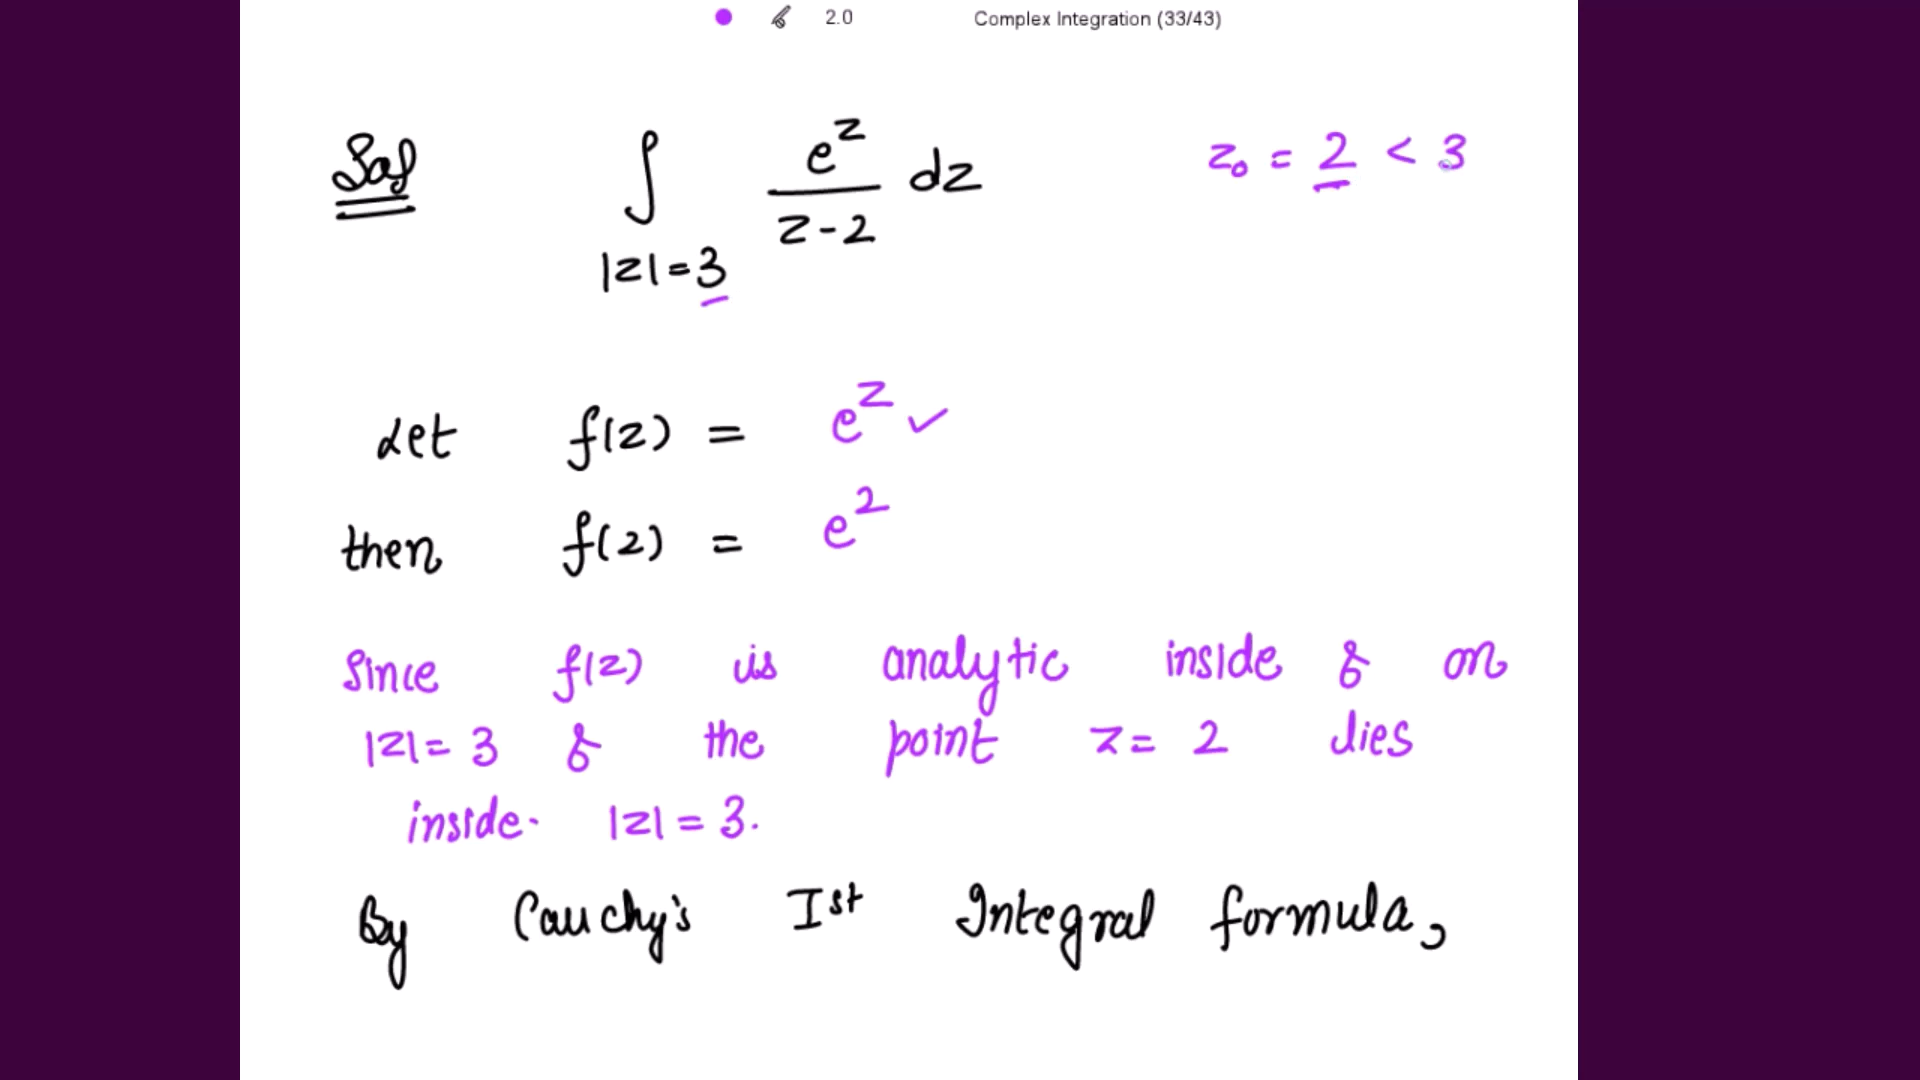 2.0 Complex Integration (33/43)
Sol ∫ e^z dz z₀ = 2 < 3
z-2
|z|=3
Let f(z) = e^z ✓
then f(2) = e^2
Since f(z) is analytic inside & on
|z|= 3 & the point z= 2 lies
inside. |z| = 3.
By Cauchy's Ist Integral formula,